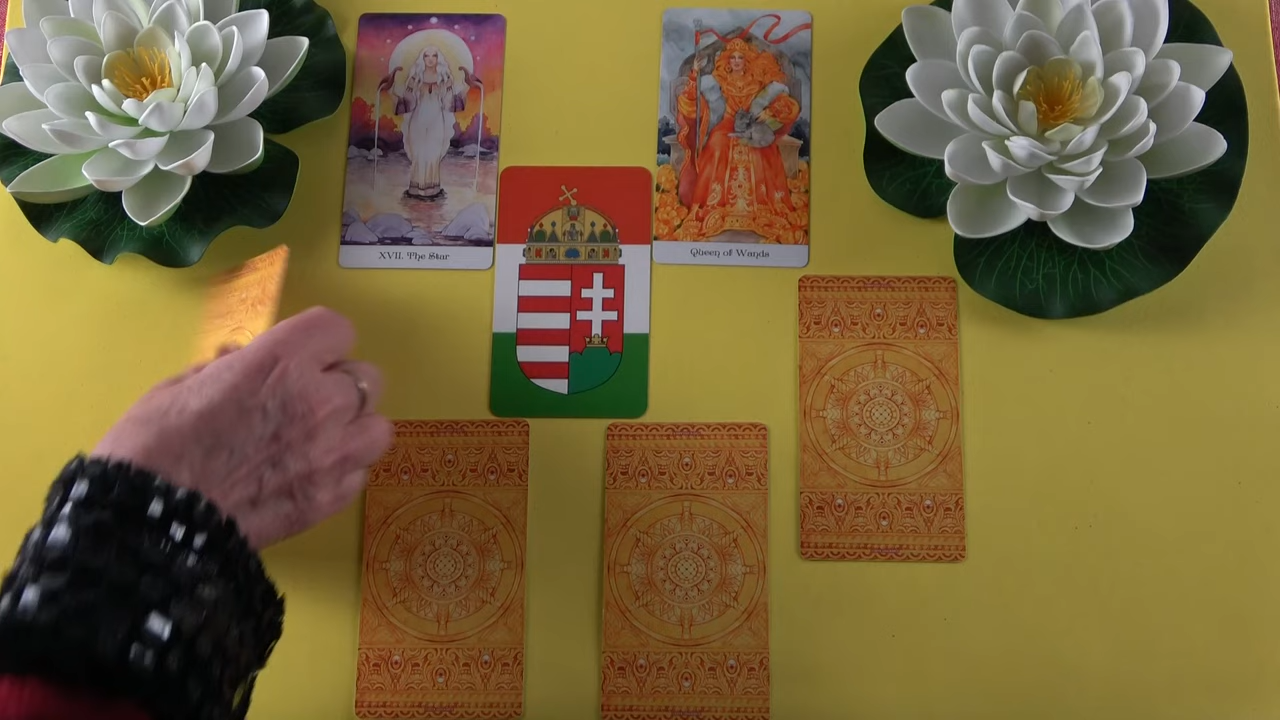 XVII. The Star
Queen of Wands